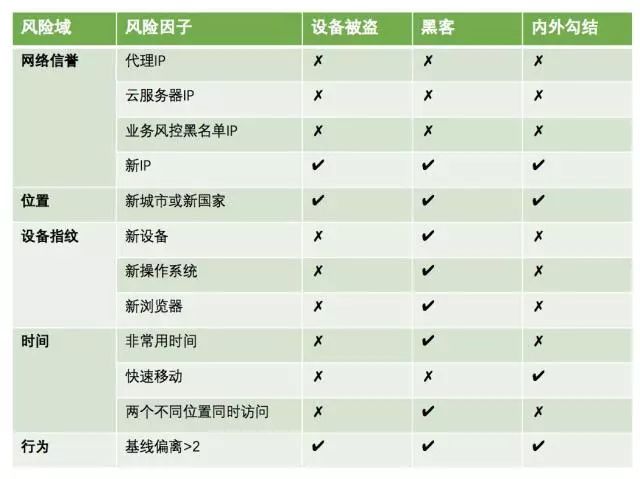 风险域 风险因子 设备被盗 黑客 内外勾结
网络信誉 代理IP ✗ ✗ ✗
云服务器IP ✗ ✗ ✗
业务风控黑名单IP ✗ ✗ ✗
新IP ✔ ✔ ✔
位置 新城市或新国家 ✔ ✔ ✔
设备指纹 新设备 ✗ ✔ ✗
新操作系统 ✗ ✔ ✗
新浏览器 ✗ ✔ ✗
时间 非常用时间 ✗ ✔ ✗
快速移动 ✗ ✗ ✔
两个不同位置同时访问 ✗ ✔ ✗
行为 基线偏离>2 ✔ ✔ ✔